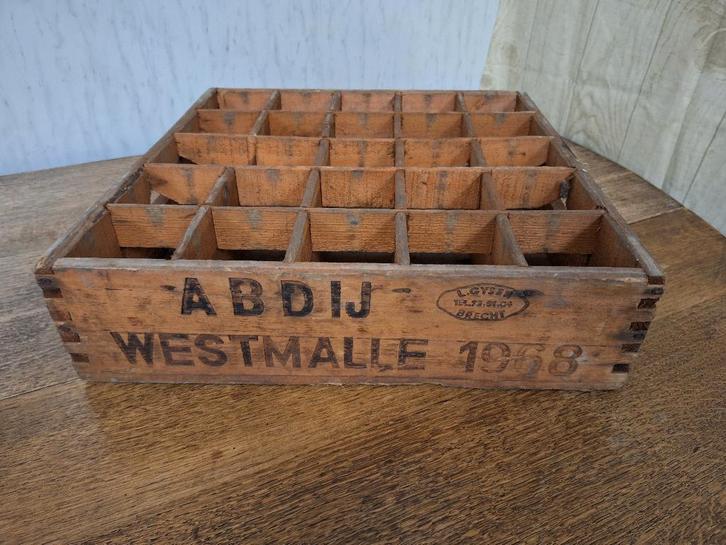 ABDIJ
WESTMALLE 1968
L. GYSEN
BRECHT